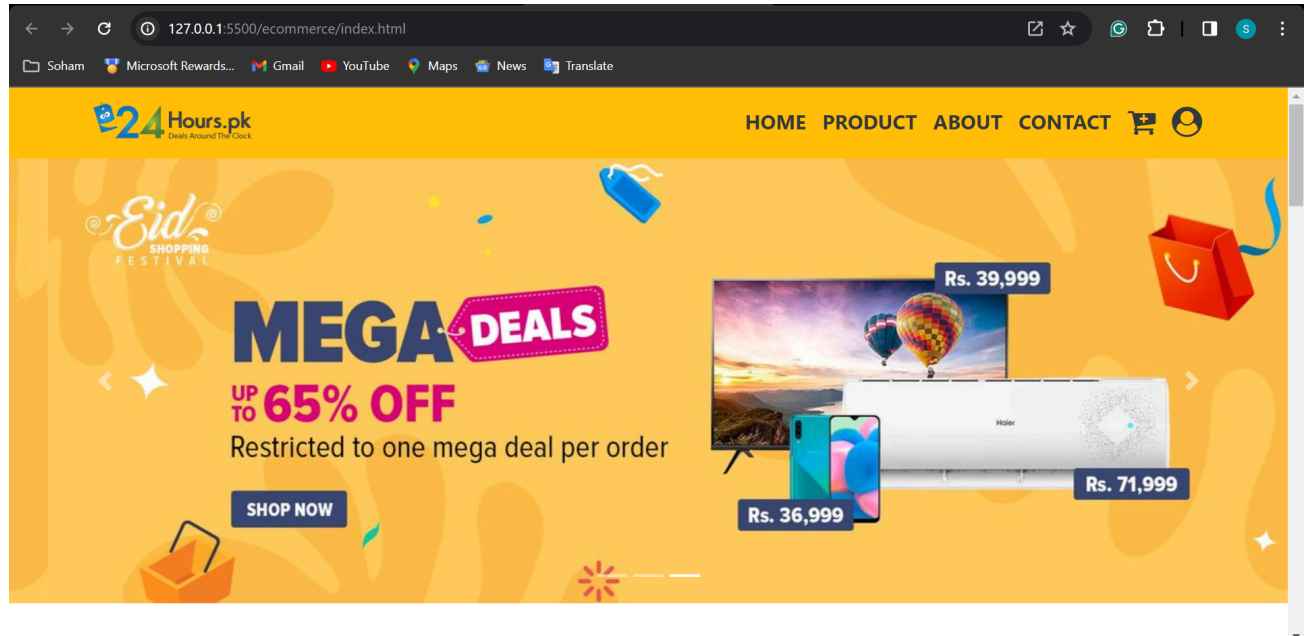 127.0.0.1:5500/ecommerce/index.html
S
Soham Microsoft Rewards... Gmail YouTube Maps News Translate
24 Hours.pk
Deals Around The Clock
HOME PRODUCT ABOUT CONTACT
Eid
SHOPPING
FESTIVAL
MEGA DEALS
UP TO 65% OFF
Restricted to one mega deal per order
SHOP NOW
Rs. 39,999
Haier
Rs. 71,999
Rs. 36,999